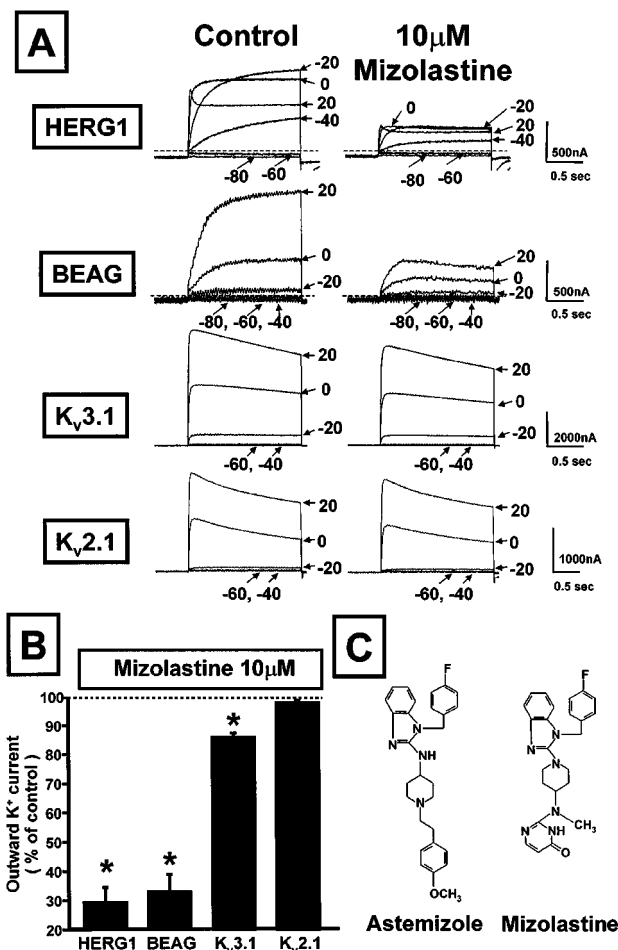 A
Control
10µM
Mizolastine
HERG1
-20
0
20
-40
-80 -60
0
-20
20
-40
-80 -60
500nA
0.5 sec
BEAG
20
0
-20
-80, -60, -40
20
0
-20
-80, -60, -40
500nA
0.5 sec
Kv3.1
20
0
-20
-60, -40
20
0
-20
-60, -40
2000nA
0.5 sec
Kv2.1
20
0
-20
-60, -40
20
0
-20
-60, -40
1000nA
0.5 sec
B
Mizolastine 10µM
Outward K+ current
( % of control )
100
90
80
70
60
50
40
30
20
* * *
HERG1 BEAG Kv3.1 Kv2.1
C
F
N
N
NH
N
OCH3
Astemizole
F
N
N
N
N
CH3
N
NH
O
Mizolastine